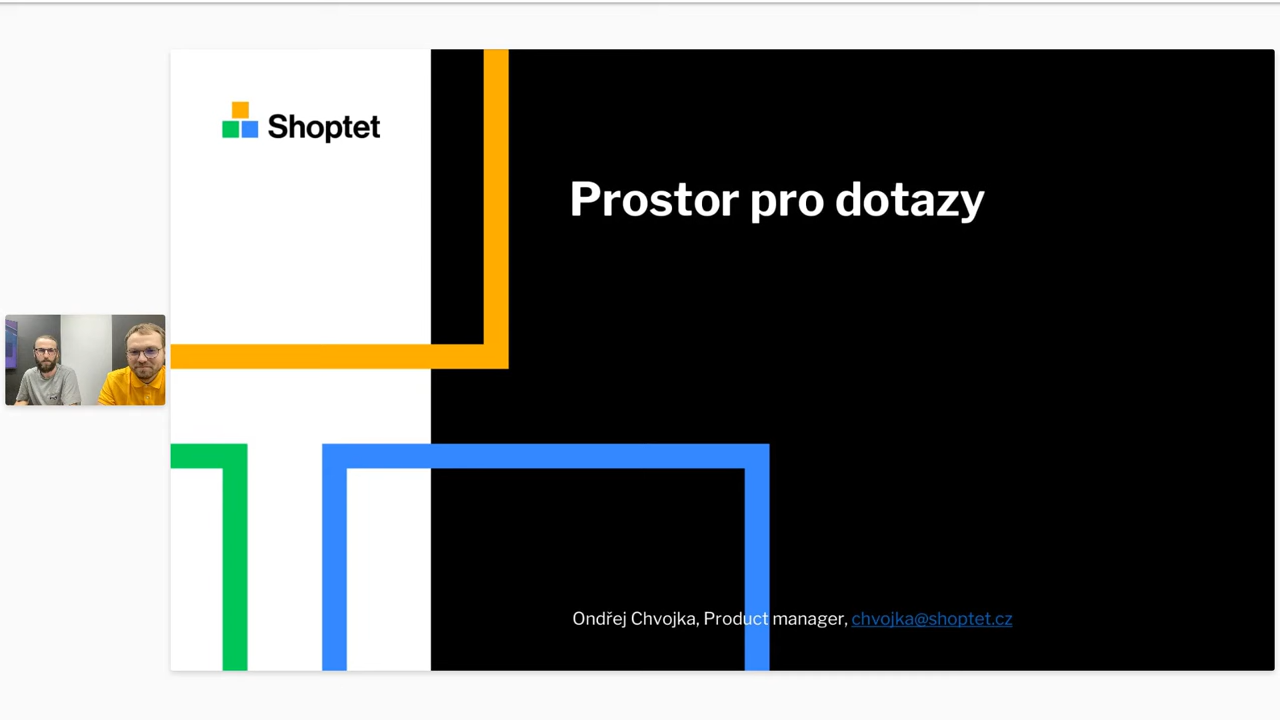 Shoptet
Prostor pro dotazy
Ondřej Chvojka, Product manager, chvojka@shoptet.cz